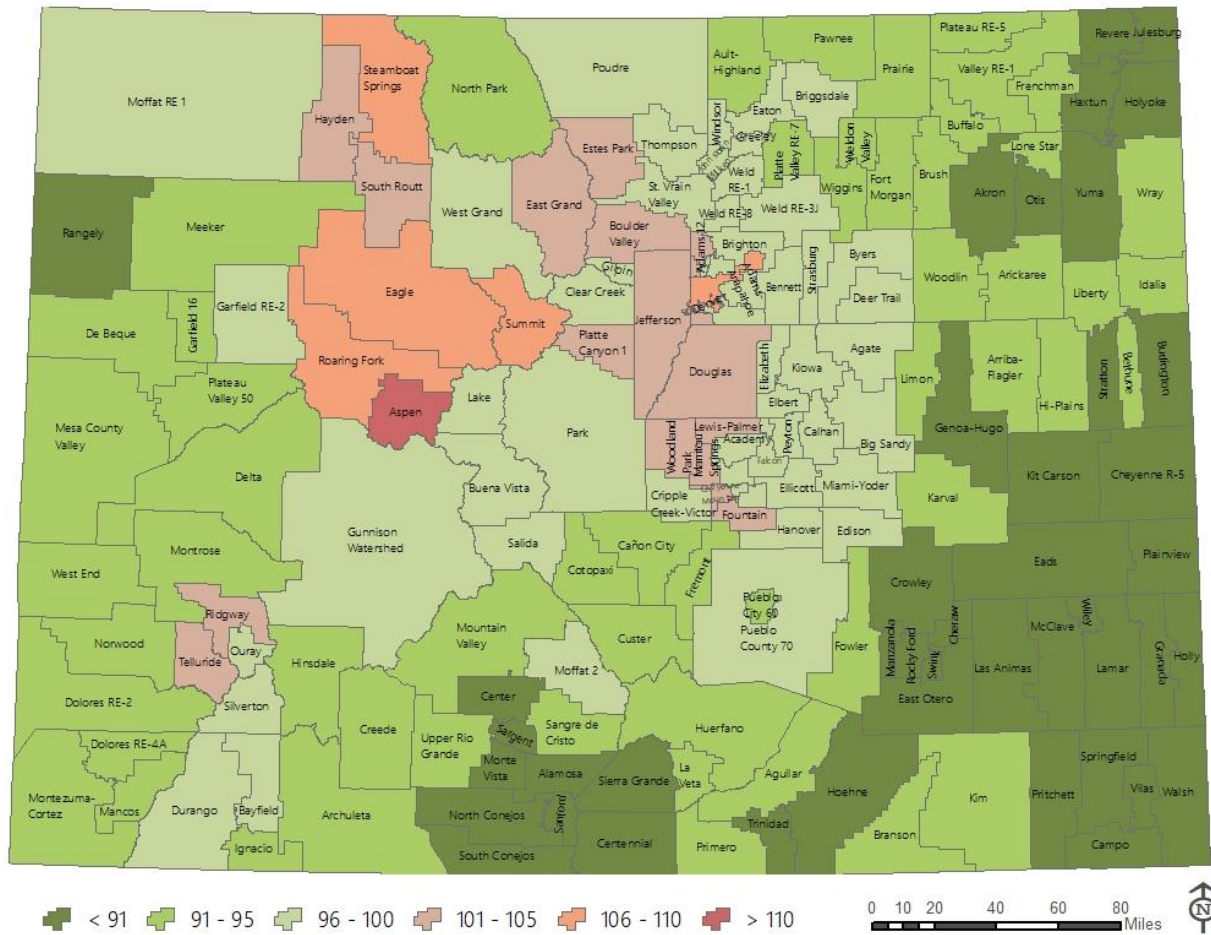 Moffat RE 1
Steamboat
Springs
Hayden
South Routt
North Park
Poudre
Ault-
Highland
Pawnee
Prairie
Plateau RE-5
Revere
Julesburg
Valley RE-1
Frenchman
Haxtun
Holyoke
Briggsdale
Eaton
Windsor
Greeley
Thompson
Estes Park
Platte
Valley RE-7
Weldon
Valley
Buffalo
Lone Star
Weld
RE-1
Wiggins
Fort
Morgan
Brush
Akron
Otis
Yuma
Wray
St. Vrain
Valley
West Grand
East Grand
Boulder
Valley
Weld RE-8
Weld RE-3J
Rangely
Meeker
Adams 12
Brighton
Strasburg
Byers
Gilpin
Clear Creek
Adams
Arapahoe
Bennett
Deer Trail
Woodlin
Arickaree
Liberty
Idalia
Garfield RE-2
Garfield 16
De Beque
Eagle
Summit
Denver
Jefferson
Roaring Fork
Platte
Canyon 1
Douglas
Elizabeth
Kiowa
Agate
Limon
Arriba-
Flagler
Hi-Plains
Stratton
Bethune
Burlington
Plateau
Valley 50
Mesa County
Valley
Aspen
Lake
Park
Elbert
Genoa-Hugo
Woodland
Park
Manitou
Springs
Lewis-Palmer
Academy
Peyton
Calhan
Big Sandy
Falcon
Delta
Buena Vista
Cripple
Creek-Victor
Ellicott
Miami-Yoder
Karval
Kit Carson
Cheyenne R-5
Fountain
Hanover
Edison
Gunnison
Watershed
Salida
Montrose
West End
Cañon City
Cotopaxi
Fremont
Crowley
Eads
Plainview
Ridgway
Norwood
Telluride
Ouray
Hinsdale
Mountain
Valley
Custer
Pueblo
City 60
Pueblo
County 70
Fowler
Manzanola
Rocky Ford
Swink
Cheraw
McClave
Wiley
Las Animas
Lamar
Granada
Holly
Moffat 2
East Otero
Dolores RE-2
Silverton
Creede
Center
Sargent
Sangre de
Cristo
Upper Rio
Grande
Huerfano
Dolores RE-4A
Monte
Vista
Alamosa
Sierra Grande
La
Veta
Aguilar
Hoehne
Kim
Springfield
Pritchett
Vilas
Walsh
Montezuma-
Cortez
Mancos
Durango
Bayfield
Archuleta
North Conejos
Sanford
Trinidad
Branson
Ignacio
South Conejos
Centennial
Primero
Campo
< 91
91 - 95
96 - 100
101 - 105
106 - 110
> 110
0 10 20 40 60 80
Miles
N